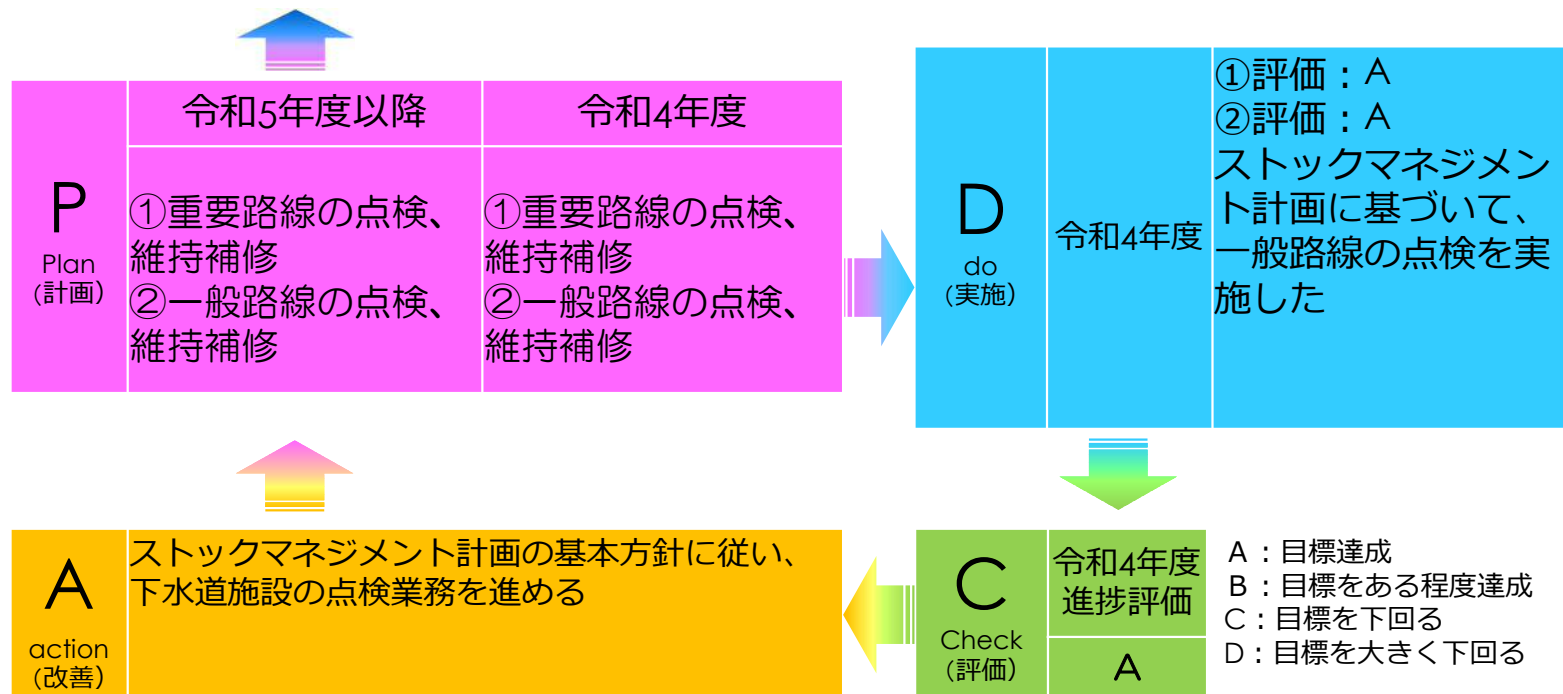 P
Plan
(計画)
令和5年度以降
①重要路線の点検、
維持補修
②一般路線の点検、
維持補修
令和4年度
①重要路線の点検、
維持補修
②一般路線の点検、
維持補修
D
do
(実施)
令和4年度
①評価：A
②評価：A
ストックマネジメン
ト計画に基づいて、
一般路線の点検を実
施した
C
Check
(評価)
令和4年度
進捗評価
A
A：目標達成
B：目標をある程度達成
C：目標を下回る
D：目標を大きく下回る
A
action
(改善)
ストックマネジメント計画の基本方針に従い、
下水道施設の点検業務を進める